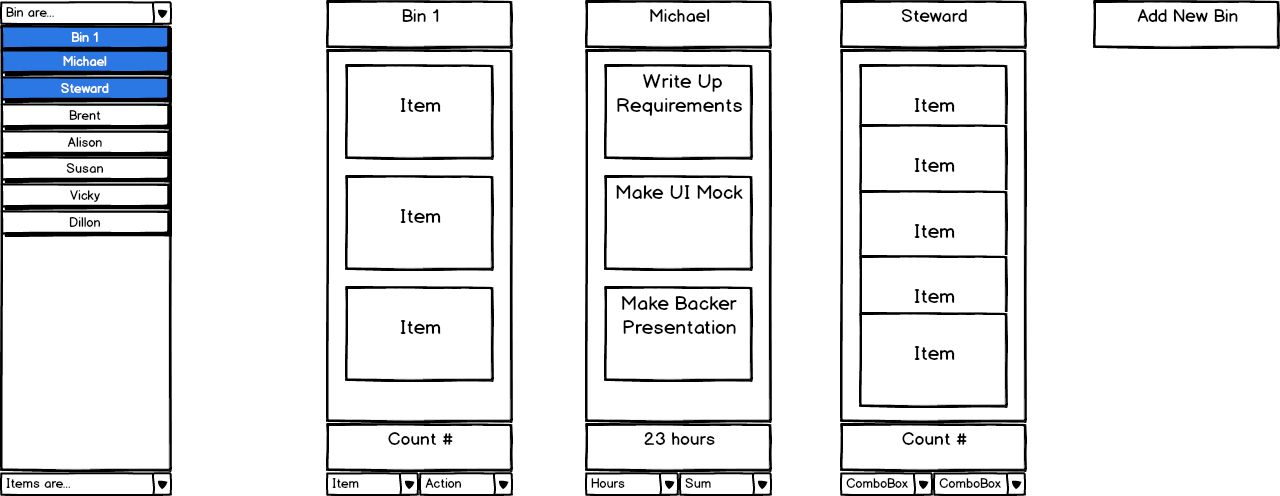 Bin are...
Bin 1
Michael
Steward
Brent
Alison
Susan
Vicky
Dillon
Items are...
Bin 1
Item
Item
Item
Count #
Item
Action
Michael
Write Up
Requirements
Make UI Mock
Make Backer
Presentation
23 hours
Hours
Sum
Steward
Item
Item
Item
Item
Item
Count #
ComboBox
ComboBox
Add New Bin